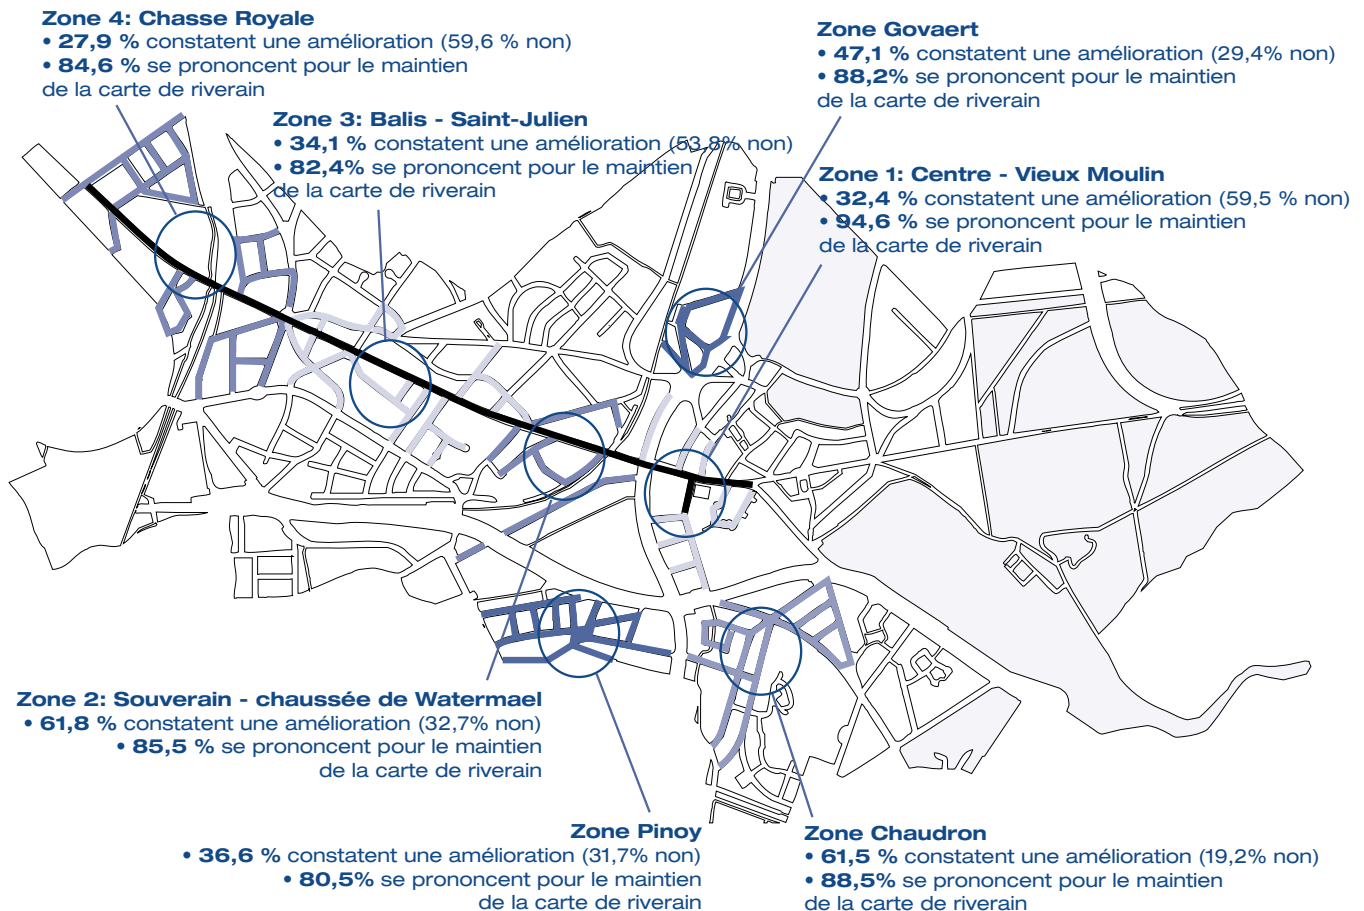 Zone 4: Chasse Royale
• 27,9 % constatent une amélioration (59,6 % non)
• 84,6 % se prononcent pour le maintien
de la carte de riverain
Zone Govaert
• 47,1 % constatent une amélioration (29,4% non)
• 88,2% se prononcent pour le maintien
de la carte de riverain
Zone 3: Balis - Saint-Julien
• 34,1 % constatent une amélioration (53,8% non)
• 82,4% se prononcent pour le maintien
de la carte de riverain
Zone 1: Centre - Vieux Moulin
• 32,4 % constatent une amélioration (59,5 % non)
• 94,6 % se prononcent pour le maintien
de la carte de riverain
Zone 2: Souverain - chaussée de Watermael
• 61,8 % constatent une amélioration (32,7% non)
• 85,5 % se prononcent pour le maintien
de la carte de riverain
Zone Pinoy
• 36,6 % constatent une amélioration (31,7% non)
• 80,5% se prononcent pour le maintien
de la carte de riverain
Zone Chaudron
• 61,5 % constatent une amélioration (19,2% non)
• 88,5% se prononcent pour le maintien
de la carte de riverain